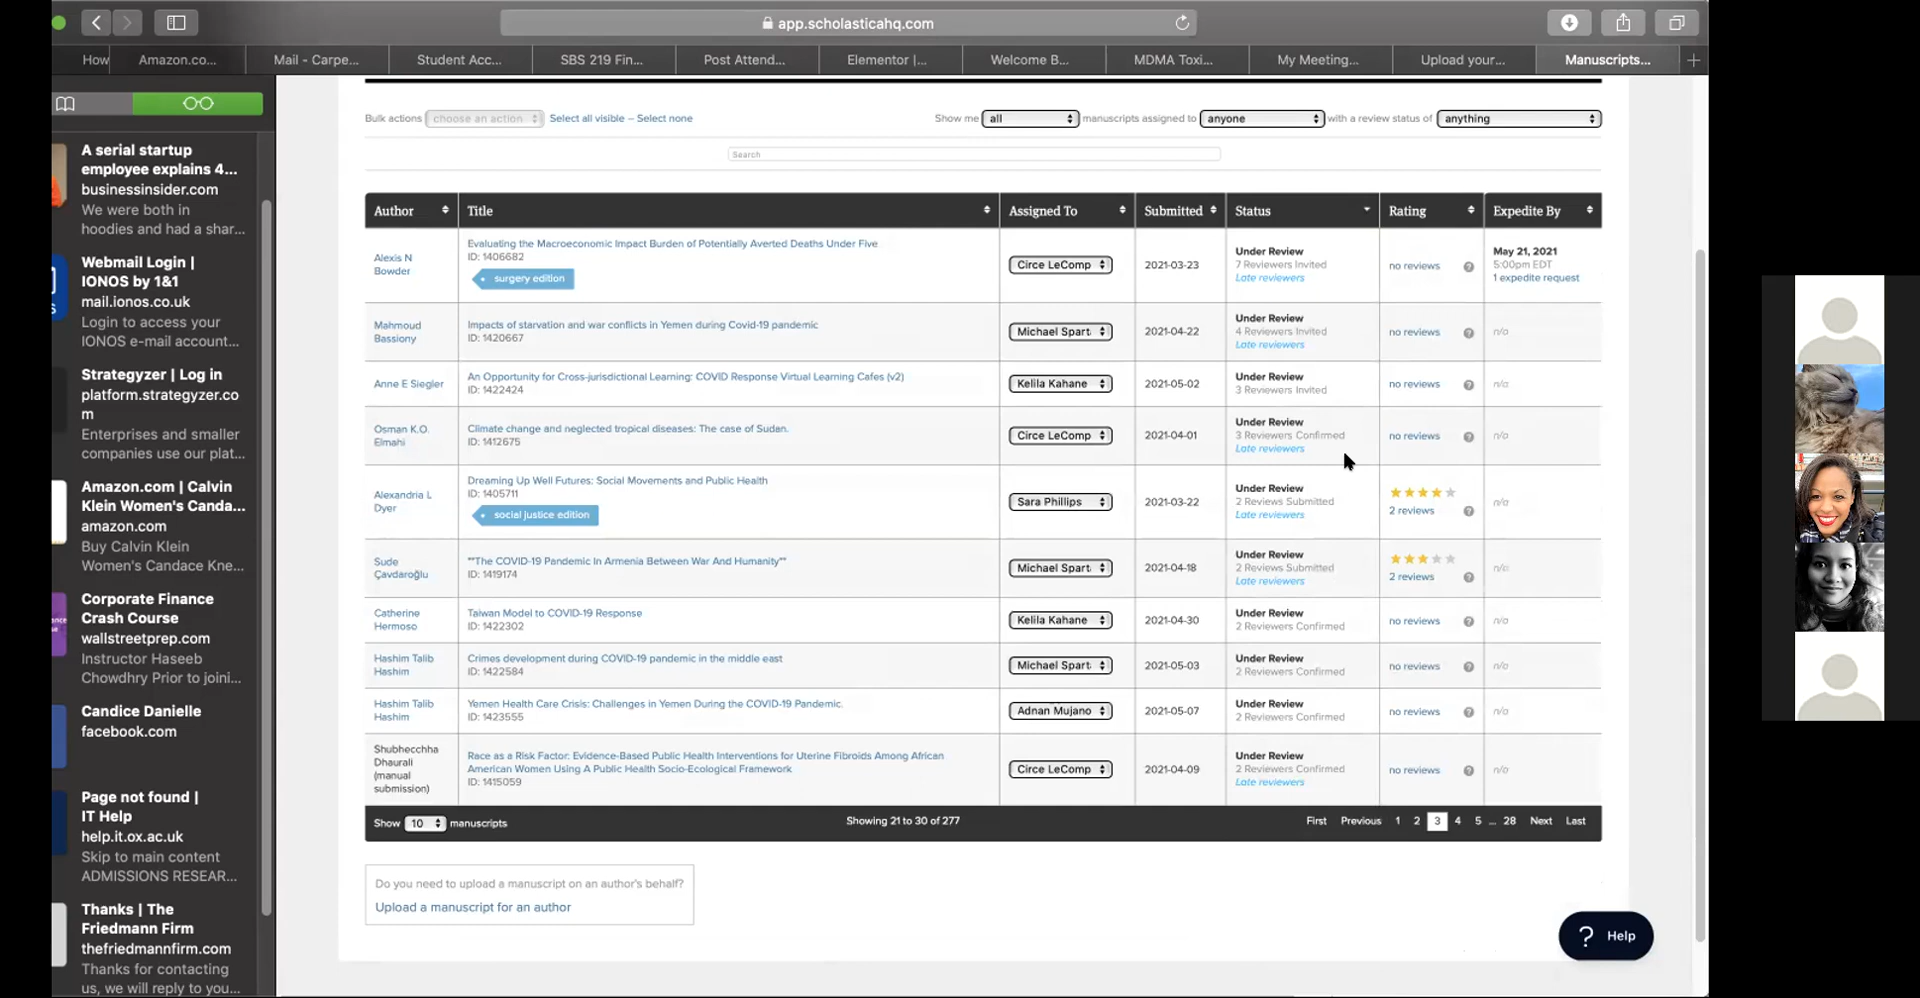 app.scholasticahq.com
How
Amazon.co...
Mail - Carpe...
Student Acc...
SBS 219 Fin...
Post Attend...
Elementor |...
Welcome B...
MDMA Toxi...
My Meeting...
Upload your...
Manuscripts...
A serial startup
employee explains 4...
businessinsider.com
We were both in
hoodies and had a shar...
Webmail Login |
IONOS by 1&1
mail.ionos.co.uk
Login to access your
IONOS e-mail account...
Strategyzer | Log in
platform.strategyzer.co
m
Enterprises and smaller
companies use our plat...
Amazon.com | Calvin
Klein Women's Canda...
amazon.com
Buy Calvin Klein
Women's Candace Kne...
Corporate Finance
Crash Course
wallstreetprep.com
Instructor Haseeb
Chowdhry Prior to joini...
Candice Danielle
facebook.com
Page not found |
IT Help
help.it.ox.ac.uk
Skip to main content
ADMISSIONS RESEAR...
Thanks | The
Friedmann Firm
thefriedmannfirm.com
Thanks for contacting
us, we will reply to you...
Bulk actions choose an action Select all visible – Select none
Show me all manuscripts assigned to anyone with a review status of anything
Search
Author Title Assigned To Submitted Status Rating Expedite By
Alexis N
Bowder
Evaluating the Macroeconomic Impact Burden of Potentially Averted Deaths Under Five
ID: 1406682
surgery edition
Circe LeComp
2021-03-23
Under Review
7 Reviewers Invited
Late reviewers
no reviews
May 21, 2021
5:00pm EDT
1 expedite request
Mahmoud
Bassiony
Impacts of starvation and war conflicts in Yemen during Covid-19 pandemic
ID: 1420667
Michael Spart
2021-04-22
Under Review
4 Reviewers Invited
Late reviewers
no reviews
n/a
Anne E Siegler
An Opportunity for Cross-jurisdictional Learning: COVID Response Virtual Learning Cafes (v2)
ID: 1422424
Kelila Kahane
2021-05-02
Under Review
3 Reviewers Invited
no reviews
n/a
Osman K.O.
Elmahi
Climate change and neglected tropical diseases: The case of Sudan.
ID: 1412675
Circe LeComp
2021-04-01
Under Review
3 Reviewers Confirmed
Late reviewers
no reviews
n/a
Alexandria L
Dyer
Dreaming Up Well Futures: Social Movements and Public Health
ID: 1405711
social justice edition
Sara Phillips
2021-03-22
Under Review
2 Reviews Submitted
Late reviewers
2 reviews
n/a
Sude
Çavdaroğlu
**The COVID-19 Pandemic In Armenia Between War And Humanity**
ID: 1419174
Michael Spart
2021-04-18
Under Review
2 Reviews Submitted
Late reviewers
2 reviews
n/a
Catherine
Hermoso
Taiwan Model to COVID-19 Response
ID: 1422302
Kelila Kahane
2021-04-30
Under Review
2 Reviewers Confirmed
no reviews
n/a
Hashim Talib
Hashim
Crimes development during COVID-19 pandemic in the middle east
ID: 1422584
Michael Spart
2021-05-03
Under Review
2 Reviewers Confirmed
no reviews
n/a
Hashim Talib
Hashim
Yemen Health Care Crisis: Challenges in Yemen During the COVID-19 Pandemic.
ID: 1423555
Adnan Mujano
2021-05-07
Under Review
2 Reviewers Confirmed
no reviews
n/a
Shubhecchha
Dhaurali
(manual
submission)
Race as a Risk Factor: Evidence-Based Public Health Interventions for Uterine Fibroids Among African
American Women Using A Public Health Socio-Ecological Framework
ID: 1415059
Circe LeComp
2021-04-09
Under Review
2 Reviewers Confirmed
Late reviewers
no reviews
n/a
Show 10 manuscripts
Showing 21 to 30 of 277
First Previous 1 2 3 4 5 ... 28 Next Last
Do you need to upload a manuscript on an author's behalf?
Upload a manuscript for an author
? Help